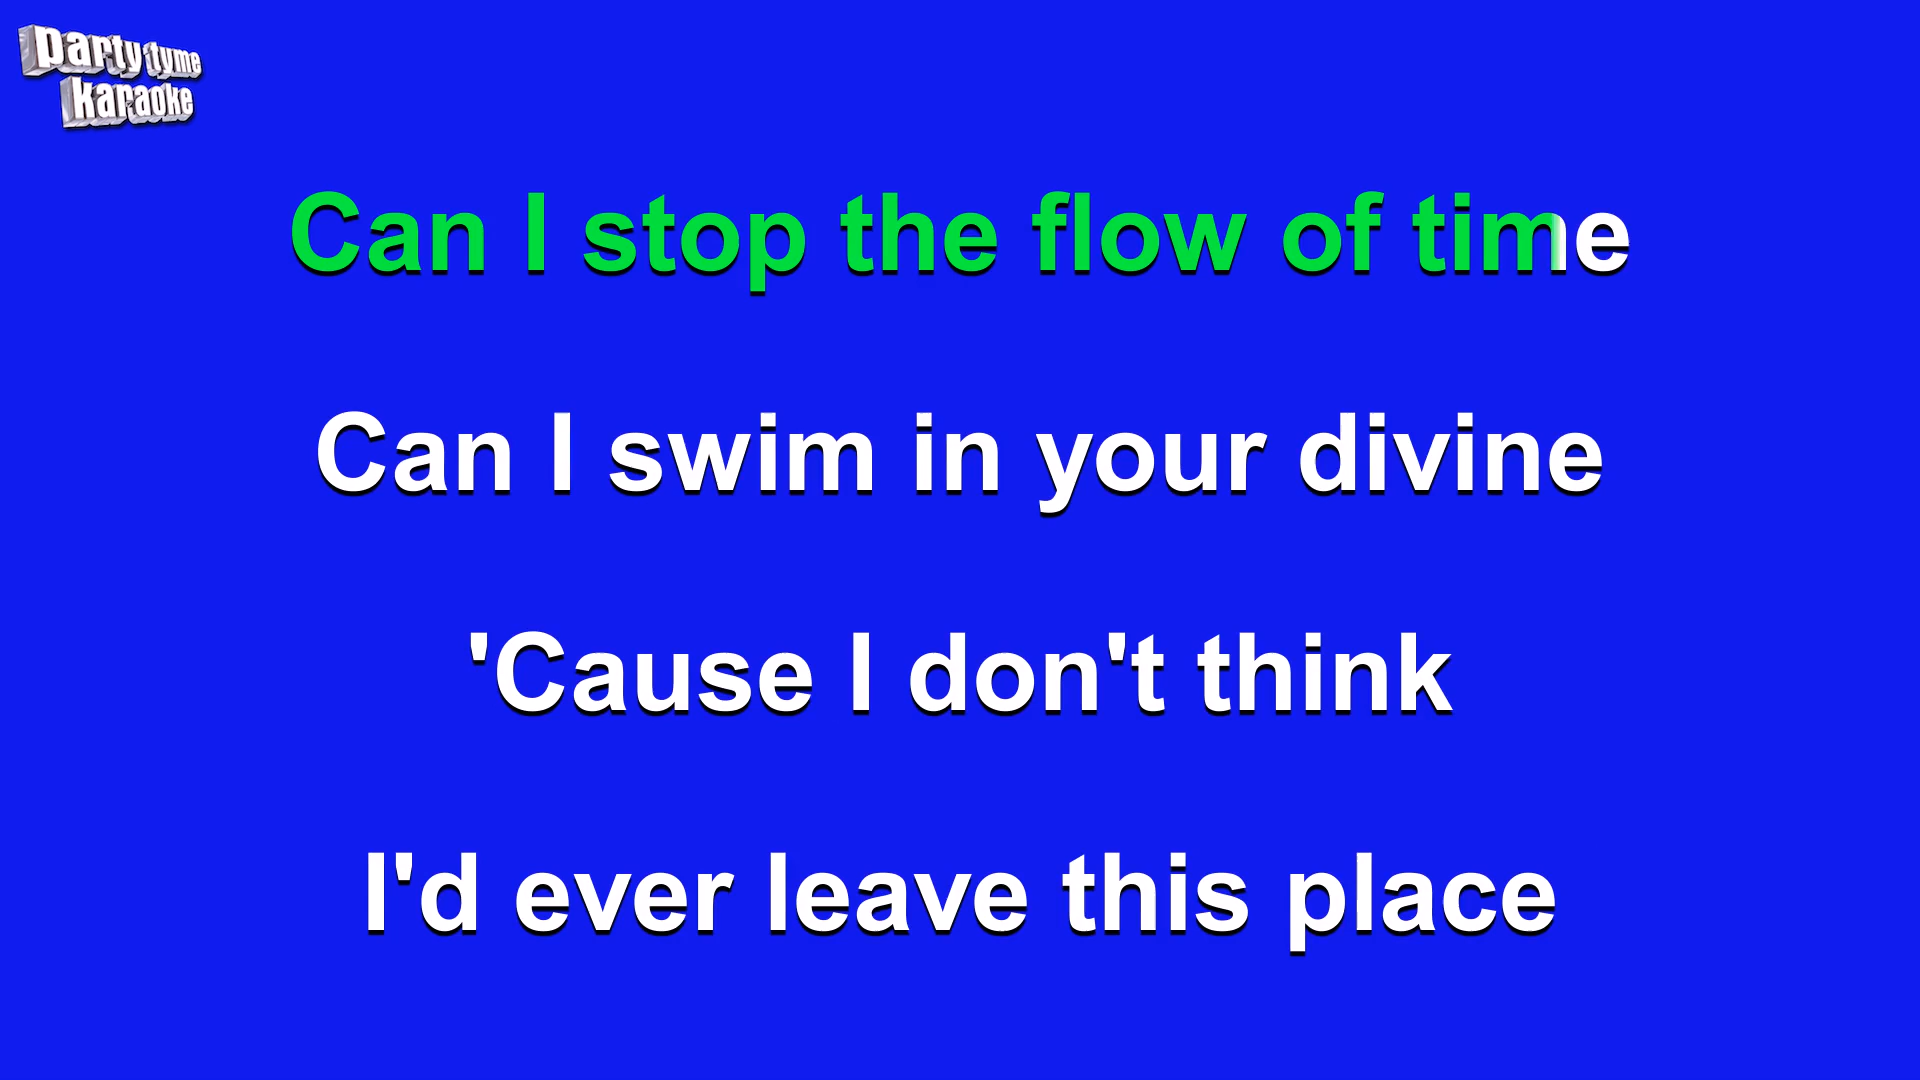 party tyme
karaoke
Can I stop the flow of time
Can I swim in your divine
'Cause I don't think
I'd ever leave this place